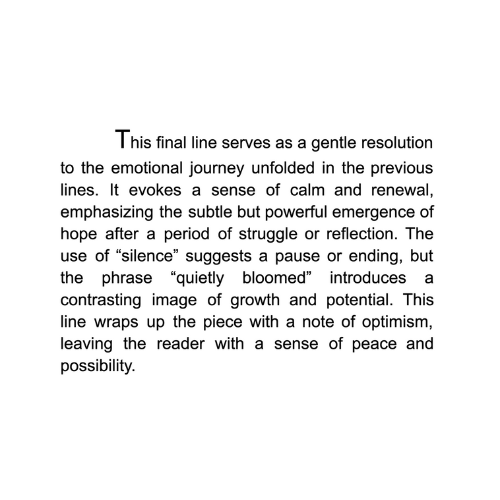 This final line serves as a gentle resolution
to the emotional journey unfolded in the previous
lines. It evokes a sense of calm and renewal,
emphasizing the subtle but powerful emergence of
hope after a period of struggle or reflection. The
use of “silence” suggests a pause or ending, but
the phrase “quietly bloomed” introduces a
contrasting image of growth and potential. This
line wraps up the piece with a note of optimism,
leaving the reader with a sense of peace and
possibility.